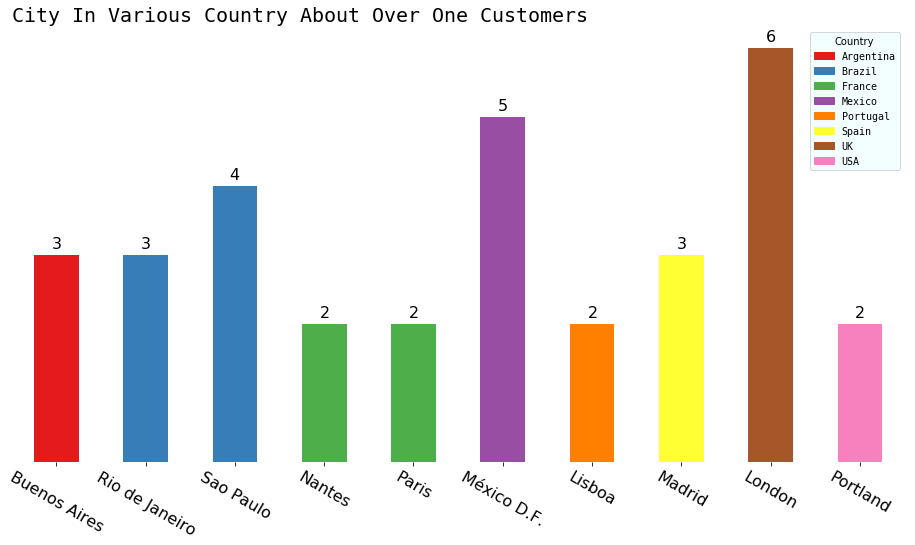 City In Various Country About Over One Customers
6
Country
Argentina
Brazil
France
Mexico
Portugal
Spain
UK
USA
5
4
3
3
3
2
2
2
2
Buenos Aires
Rio de Janeiro
Sao Paulo
Nantes
Paris
México D.F.
Lisboa
Madrid
London
Portland